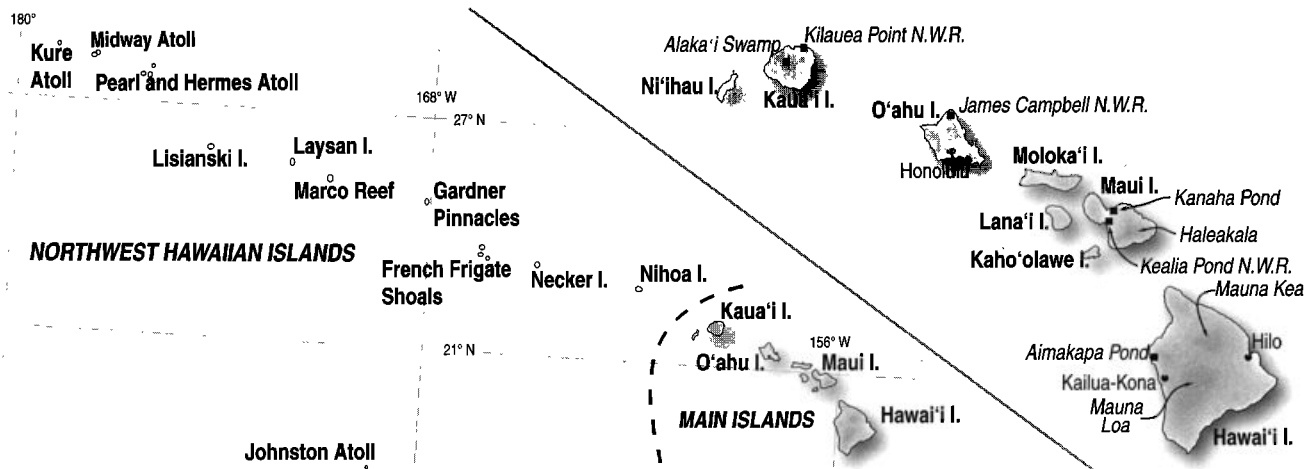 180°
Kure
Atoll
Midway Atoll
Pearl and Hermes Atoll
168° W
27° N
Lisianski I.
Laysan I.
Marco Reef
Gardner
Pinnacles
NORTHWEST HAWAIIAN ISLANDS
French Frigate
Shoals
Necker I.
Nihoa I.
Kaua‘i I.
21° N
O‘ahu I.
156° W
Maui I.
MAIN ISLANDS
Hawai‘i I.
Johnston Atoll
Alaka‘i Swamp
Kilauea Point N.W.R.
Ni‘ihau I.
Kaua‘i I.
O‘ahu I.
James Campbell N.W.R.
Honolulu
Moloka‘i I.
Maui I.
Kanaha Pond
Lana‘i I.
Haleakala
Kaho‘olawe I.
Kealia Pond N.W.R.
Mauna Kea
Aimakapa Pond
Hilo
Kailua-Kona
Mauna
Loa
Hawai‘i I.